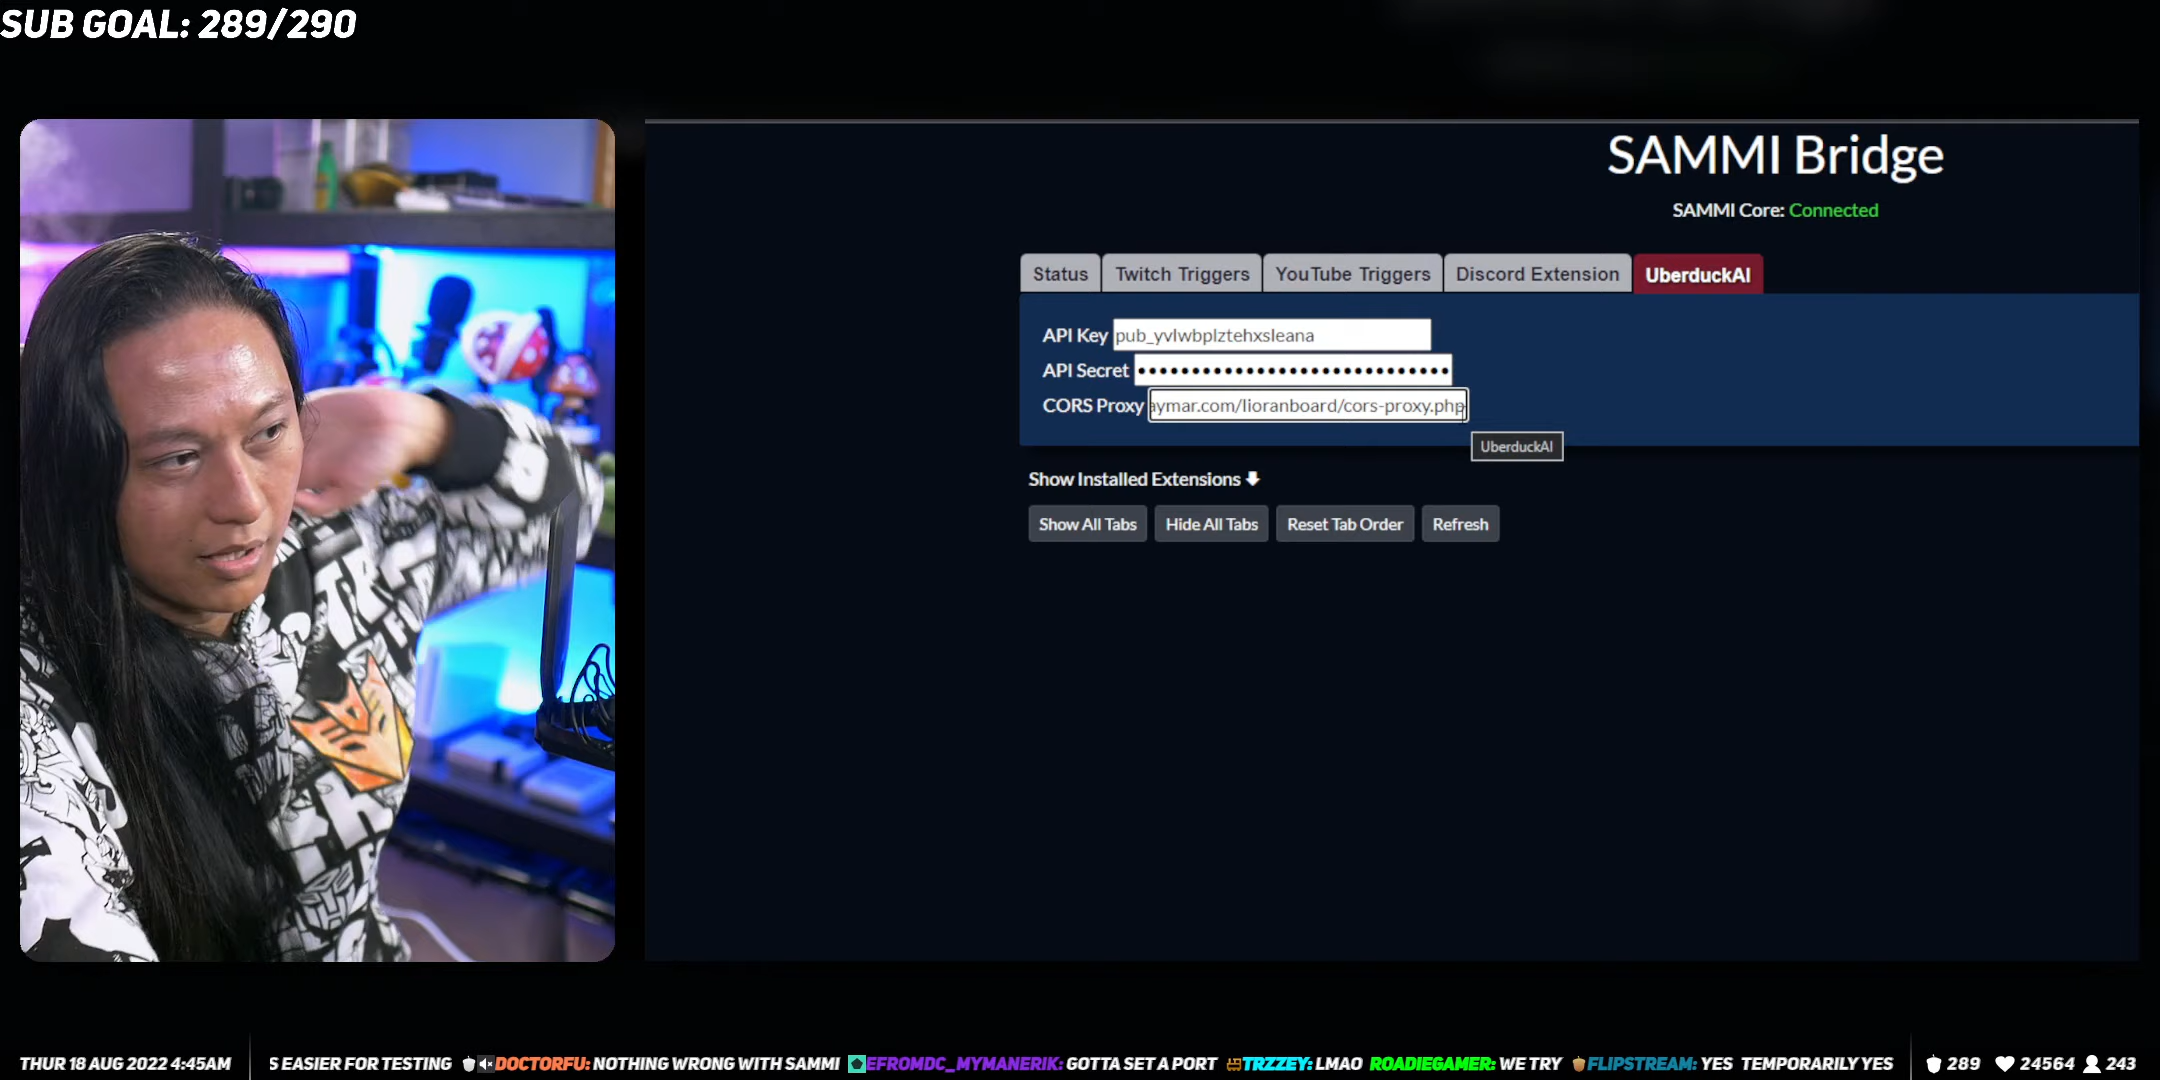 SUB GOAL: 289/290
SAMMI Bridge
SAMMI Core: Connected
Status Twitch Triggers YouTube Triggers Discord Extension UberduckAI
API Key pub_yvlwbplztehxsleana
API Secret ••••••••••••••••••••••••••••••
CORS Proxy aymar.com/lioranboard/cors-proxy.php
UberduckAI
Show Installed Extensions
Show All Tabs Hide All Tabs Reset Tab Order Refresh
THUR 18 AUG 2022 4:45AM S EASIER FOR TESTING DOCTORFU: NOTHING WRONG WITH SAMMI EFROMDC_MYMANERIK: GOTTA SET A PORT TRZZEY: LMAO ROADIEGAMER: WE TRY FLIPSTREAM: YES TEMPORARILY YES 289 24564 243